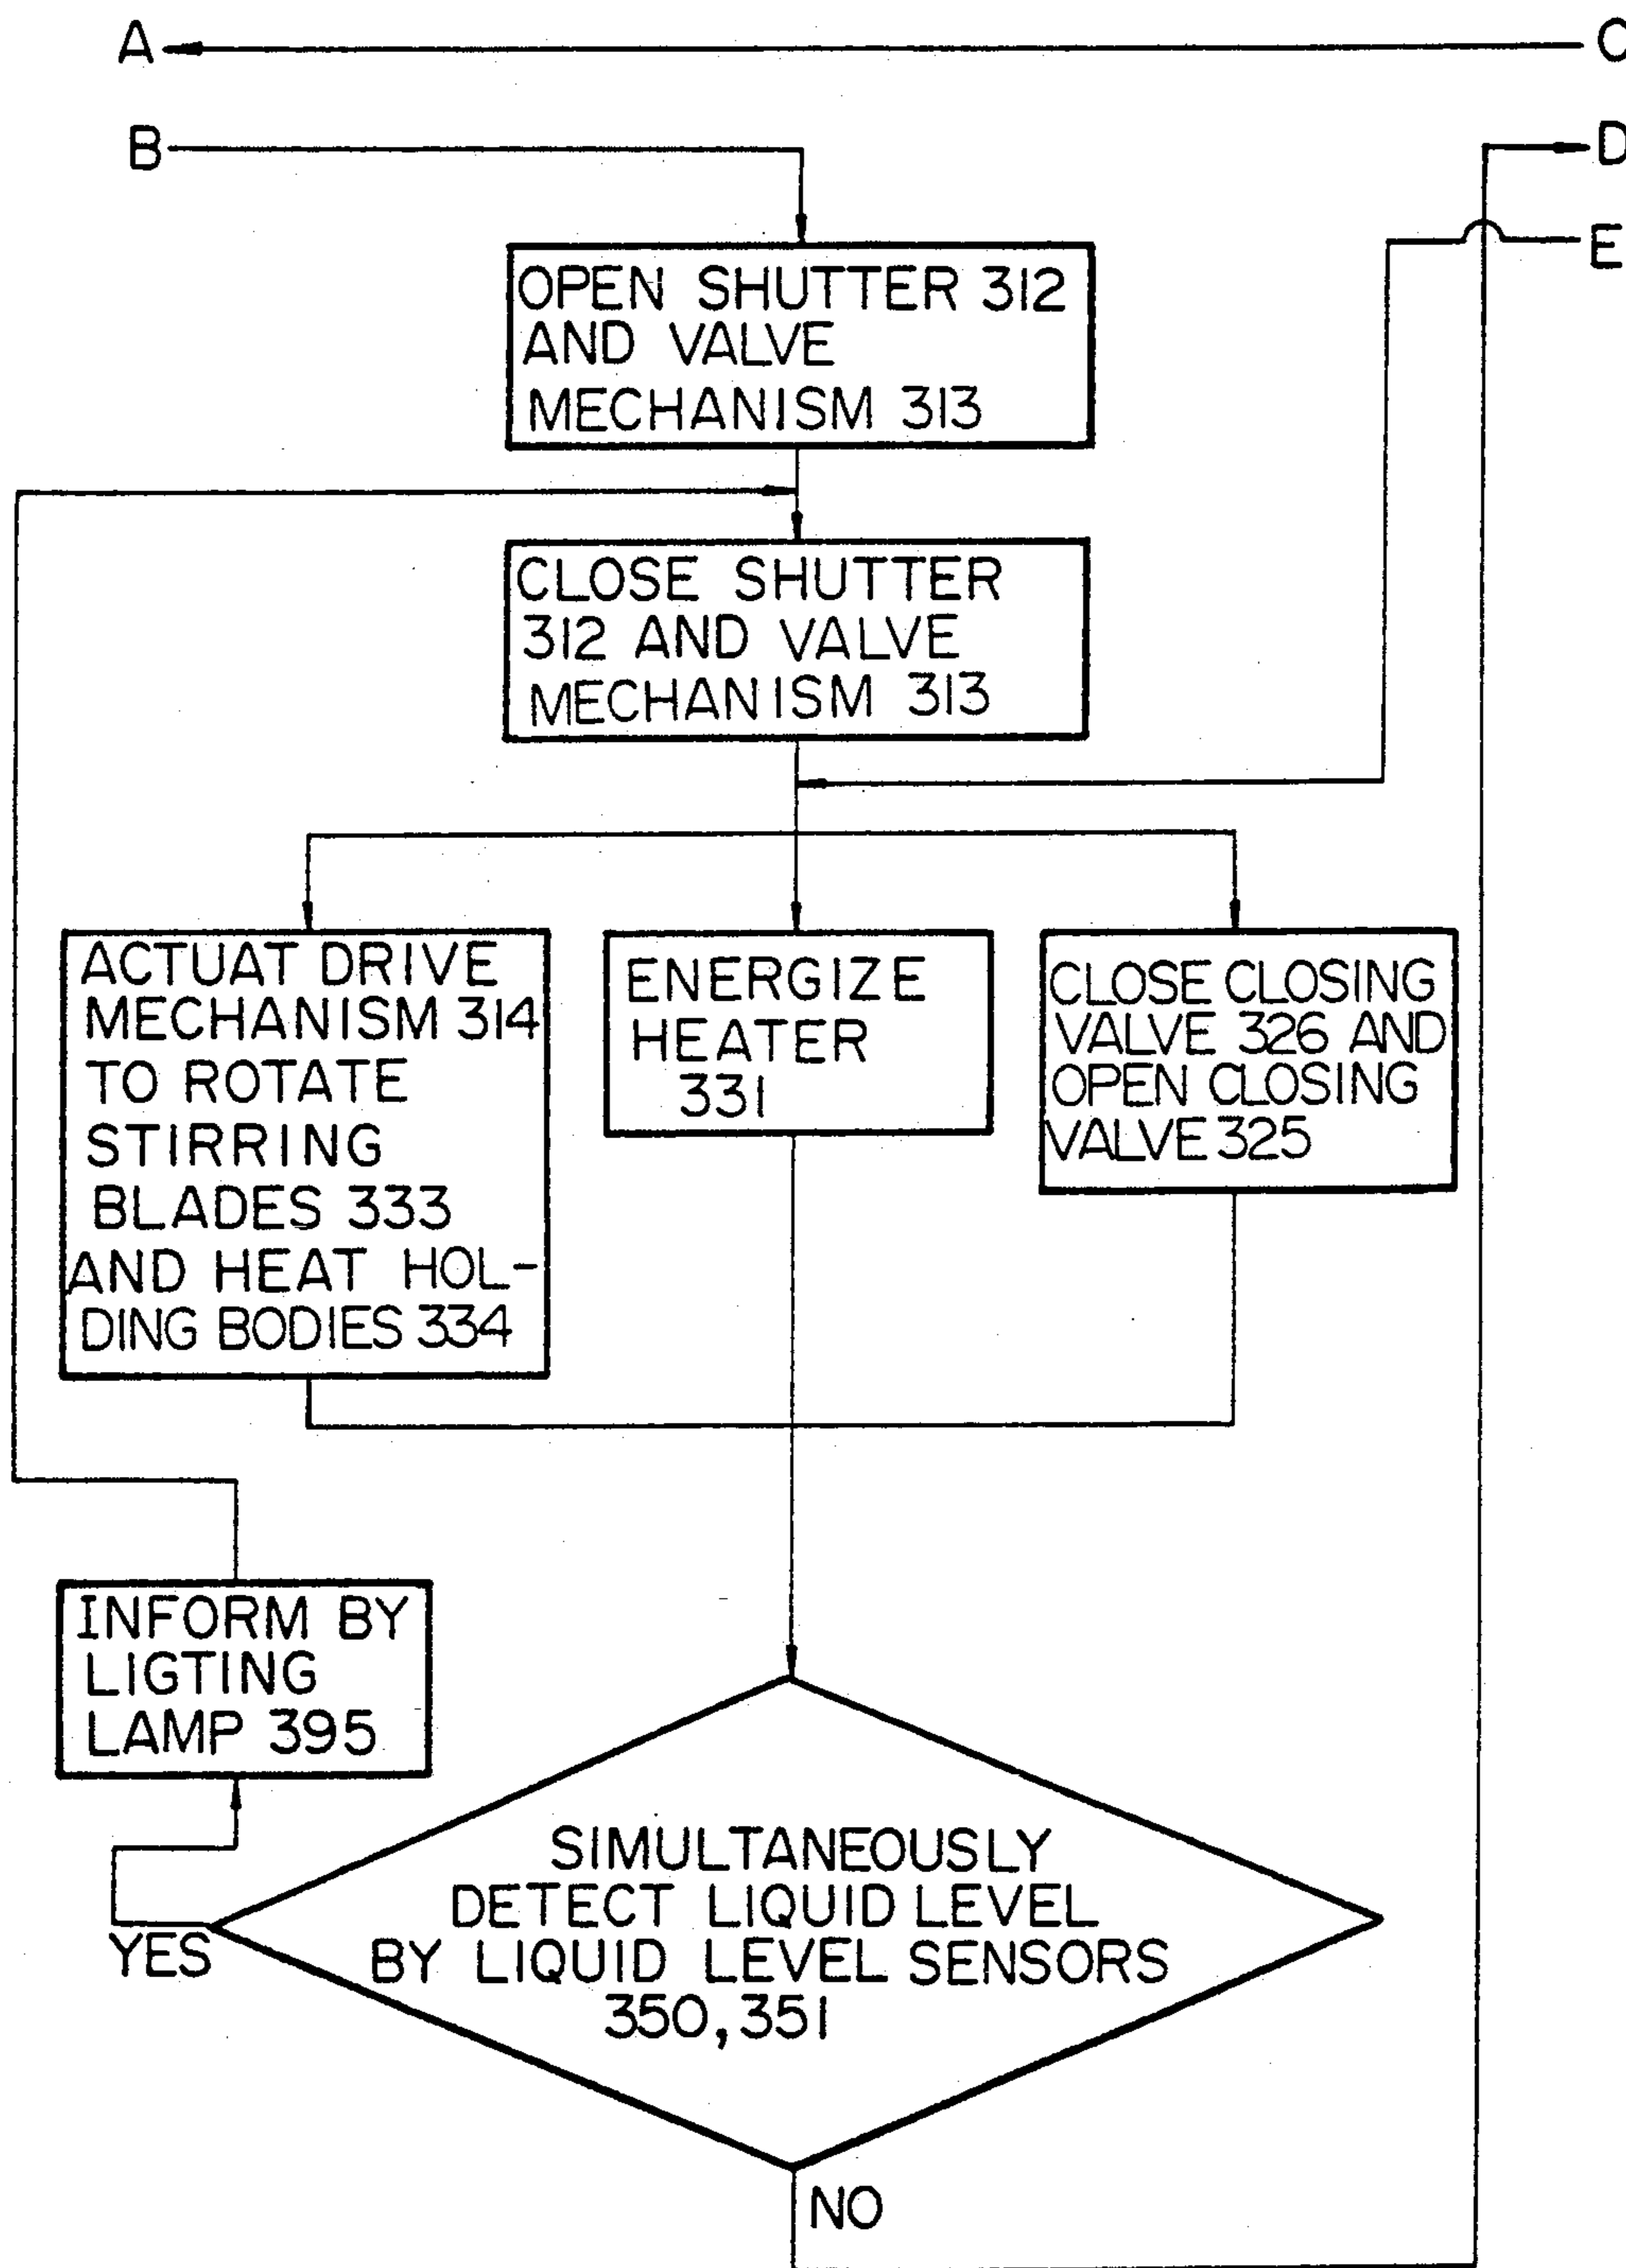 A
C
B
D
E
OPEN SHUTTER 312
AND VALVE
MECHANISM 313
CLOSE SHUTTER
312 AND VALVE
MECHANISM 313
ACTUAT DRIVE
MECHANISM 314
TO ROTATE
STIRRING
BLADES 333
AND HEAT HOL-
DING BODIES 334
ENERGIZE
HEATER
331
CLOSE CLOSING
VALVE 326 AND
OPEN CLOSING
VALVE 325
INFORM BY
LIGTING
LAMP 395
SIMULTANEOUSLY
DETECT LIQUID LEVEL
BY LIQUID LEVEL SENSORS
350, 351
YES
NO